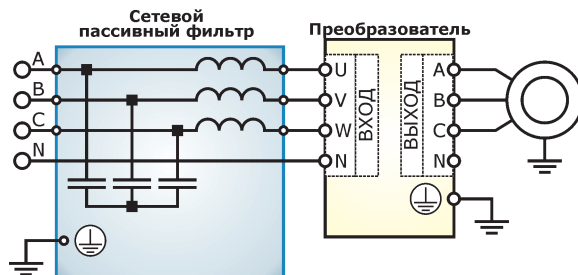 Сетевой
пассивный фильтр
Преобразователь
A
B
C
N
U
V
W
N
ВХОД
ВЫХОД
A
B
C
N